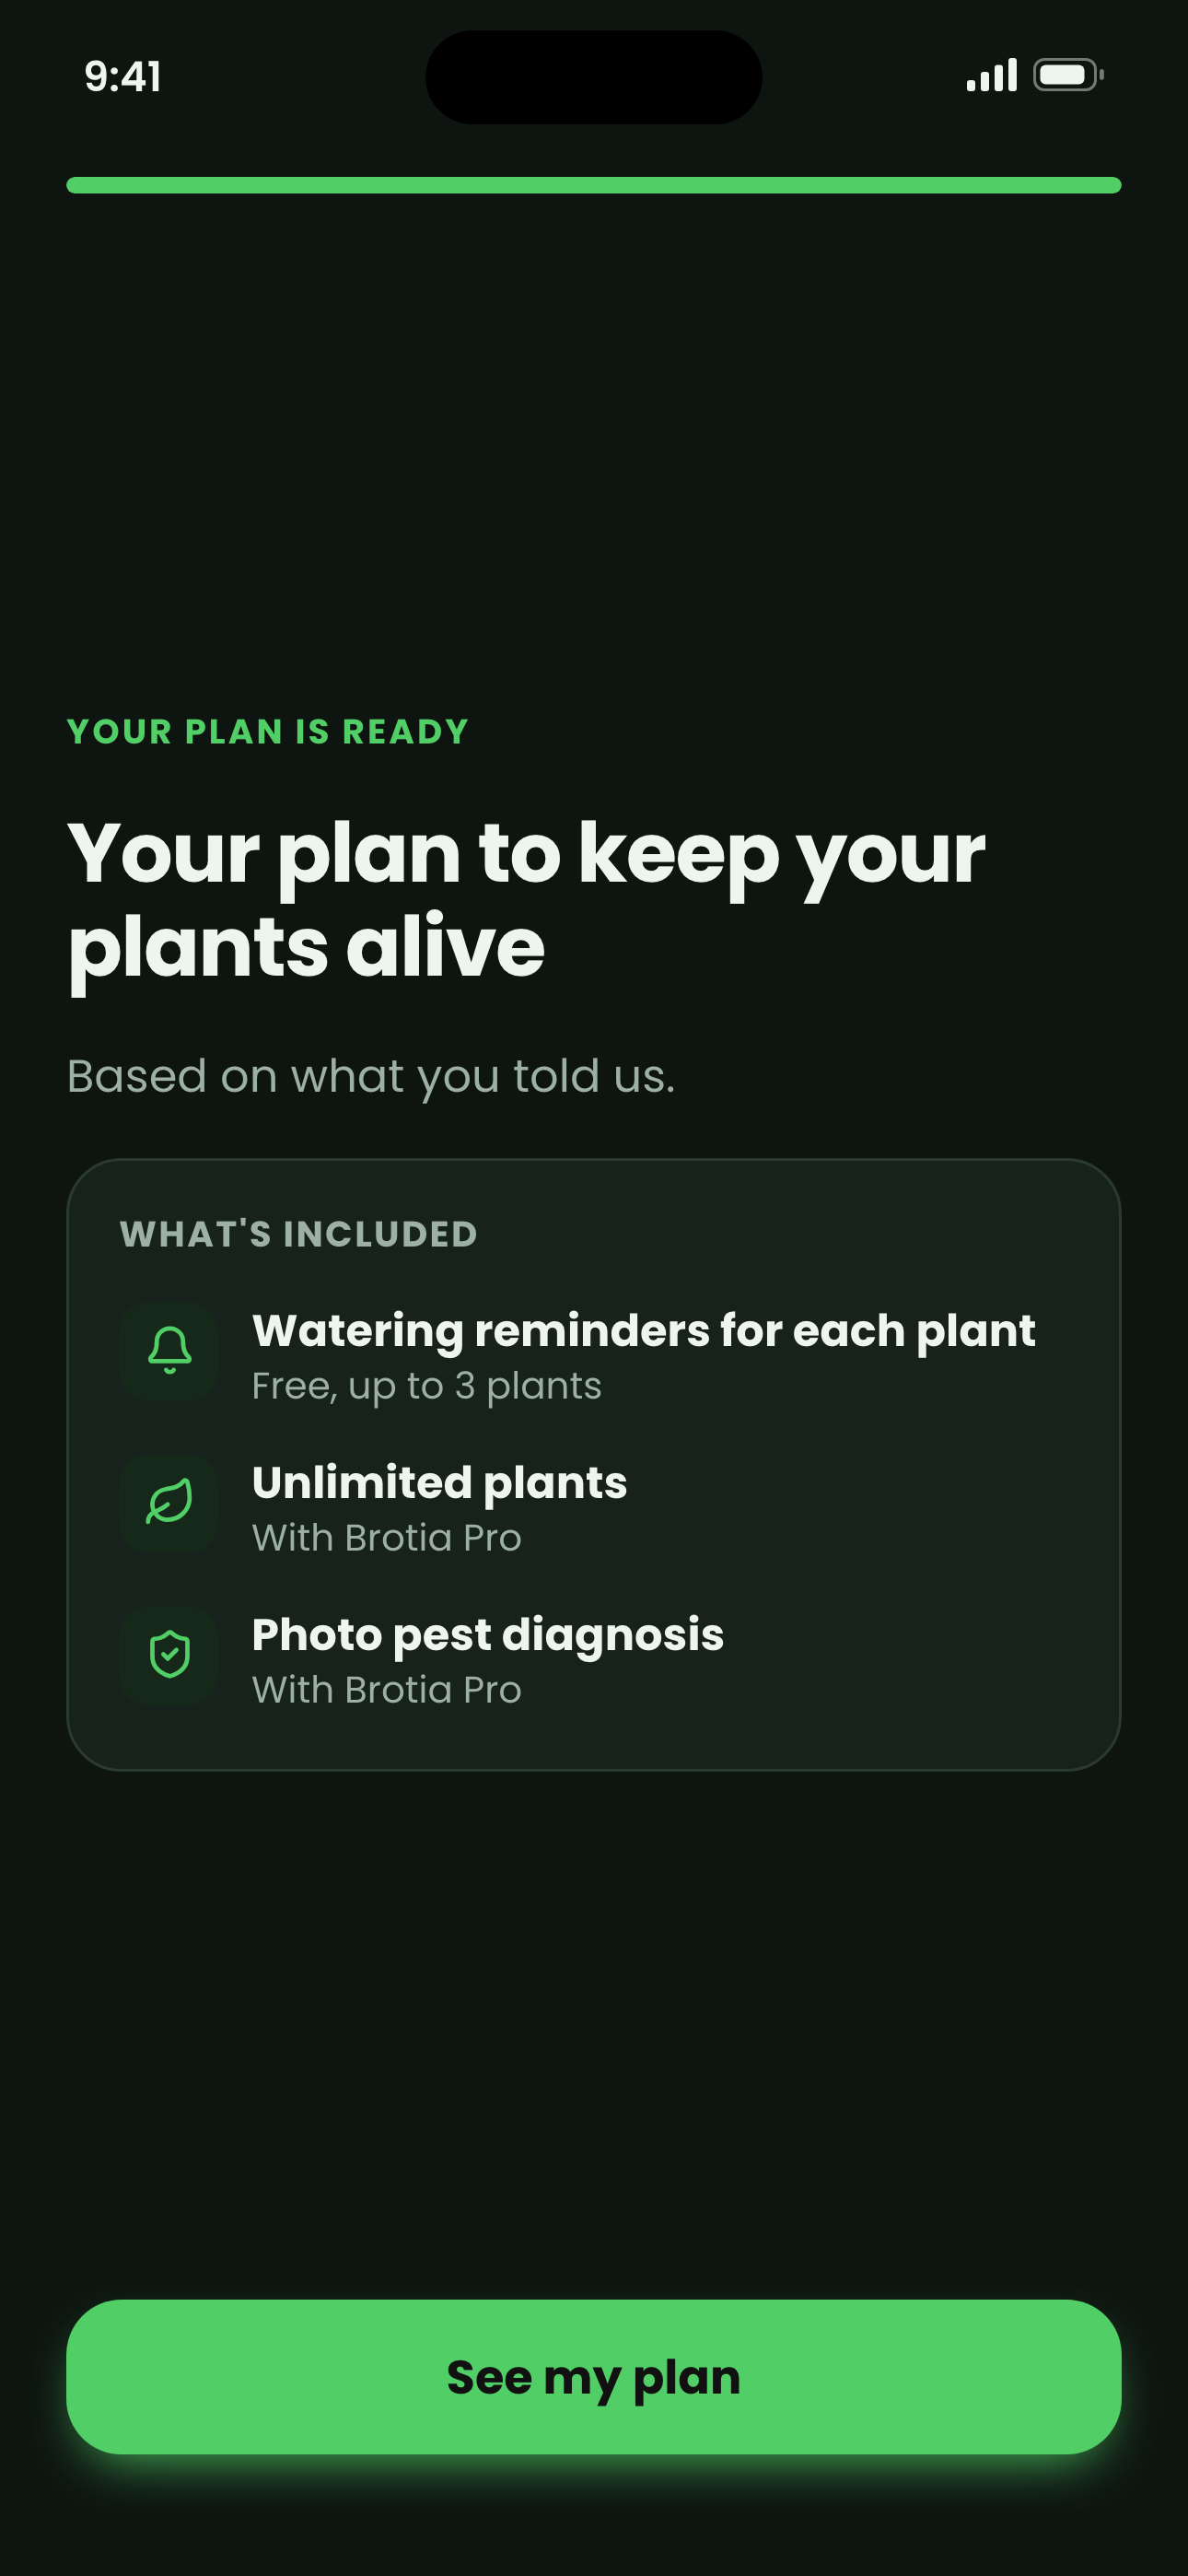 9:41
YOUR PLAN IS READY
Your plan to keep your
plants alive
Based on what you told us.
WHAT'S INCLUDED
Watering reminders for each plant
Free, up to 3 plants
Unlimited plants
With Brotia Pro
Photo pest diagnosis
With Brotia Pro
See my plan